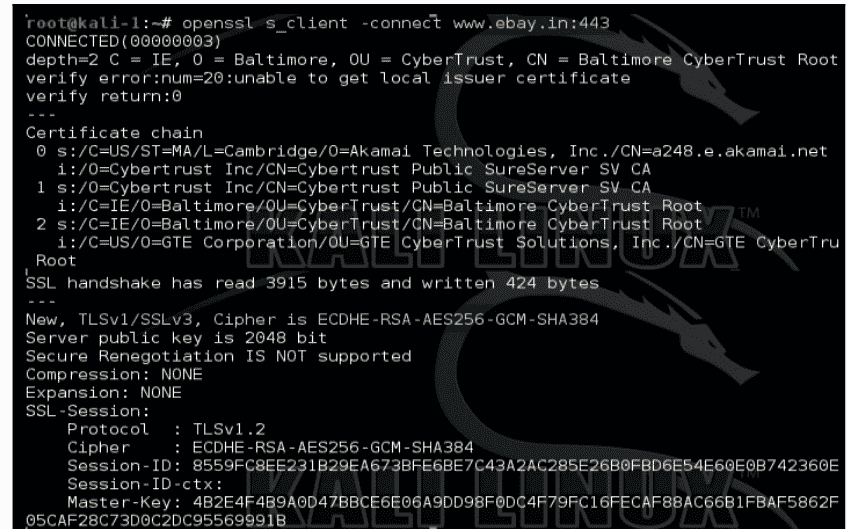 root@kali-1:~# openssl s_client -connect www.ebay.in:443
CONNECTED(00000003)
depth=2 C = IE, O = Baltimore, OU = CyberTrust, CN = Baltimore CyberTrust Root
verify error:num=20:unable to get local issuer certificate
verify return:0
---
Certificate chain
 0 s:/C=US/ST=MA/L=Cambridge/O=Akamai Technologies, Inc./CN=a248.e.akamai.net
   i:/O=Cybertrust Inc/CN=Cybertrust Public SureServer SV CA
 1 s:/O=Cybertrust Inc/CN=Cybertrust Public SureServer SV CA
   i:/C=IE/O=Baltimore/OU=CyberTrust/CN=Baltimore CyberTrust Root
 2 s:/C=IE/O=Baltimore/OU=CyberTrust/CN=Baltimore CyberTrust Root
   i:/C=US/O=GTE Corporation/OU=GTE CyberTrust Solutions, Inc./CN=GTE CyberTru
 Root
KALI LINUX TM
SSL handshake has read 3915 bytes and written 424 bytes
---
New, TLSv1/SSLv3, Cipher is ECDHE-RSA-AES256-GCM-SHA384
Server public key is 2048 bit
Secure Renegotiation IS NOT supported
Compression: NONE
Expansion: NONE
SSL-Session:
    Protocol  : TLSv1.2
    Cipher    : ECDHE-RSA-AES256-GCM-SHA384
    Session-ID: 8559FC8EE231B29EA673BFE6BE7C43A2AC285E26B0FBD6E54E60E0B742360E
    Session-ID-ctx:
    Master-Key: 4B2E4F4B9A0D47BBCE6E06A9DD98F0DC4F79FC16FECAF88AC66B1FBAF5862F
05CAF28C73D0C2DC95569991B
KALI LINUX TM